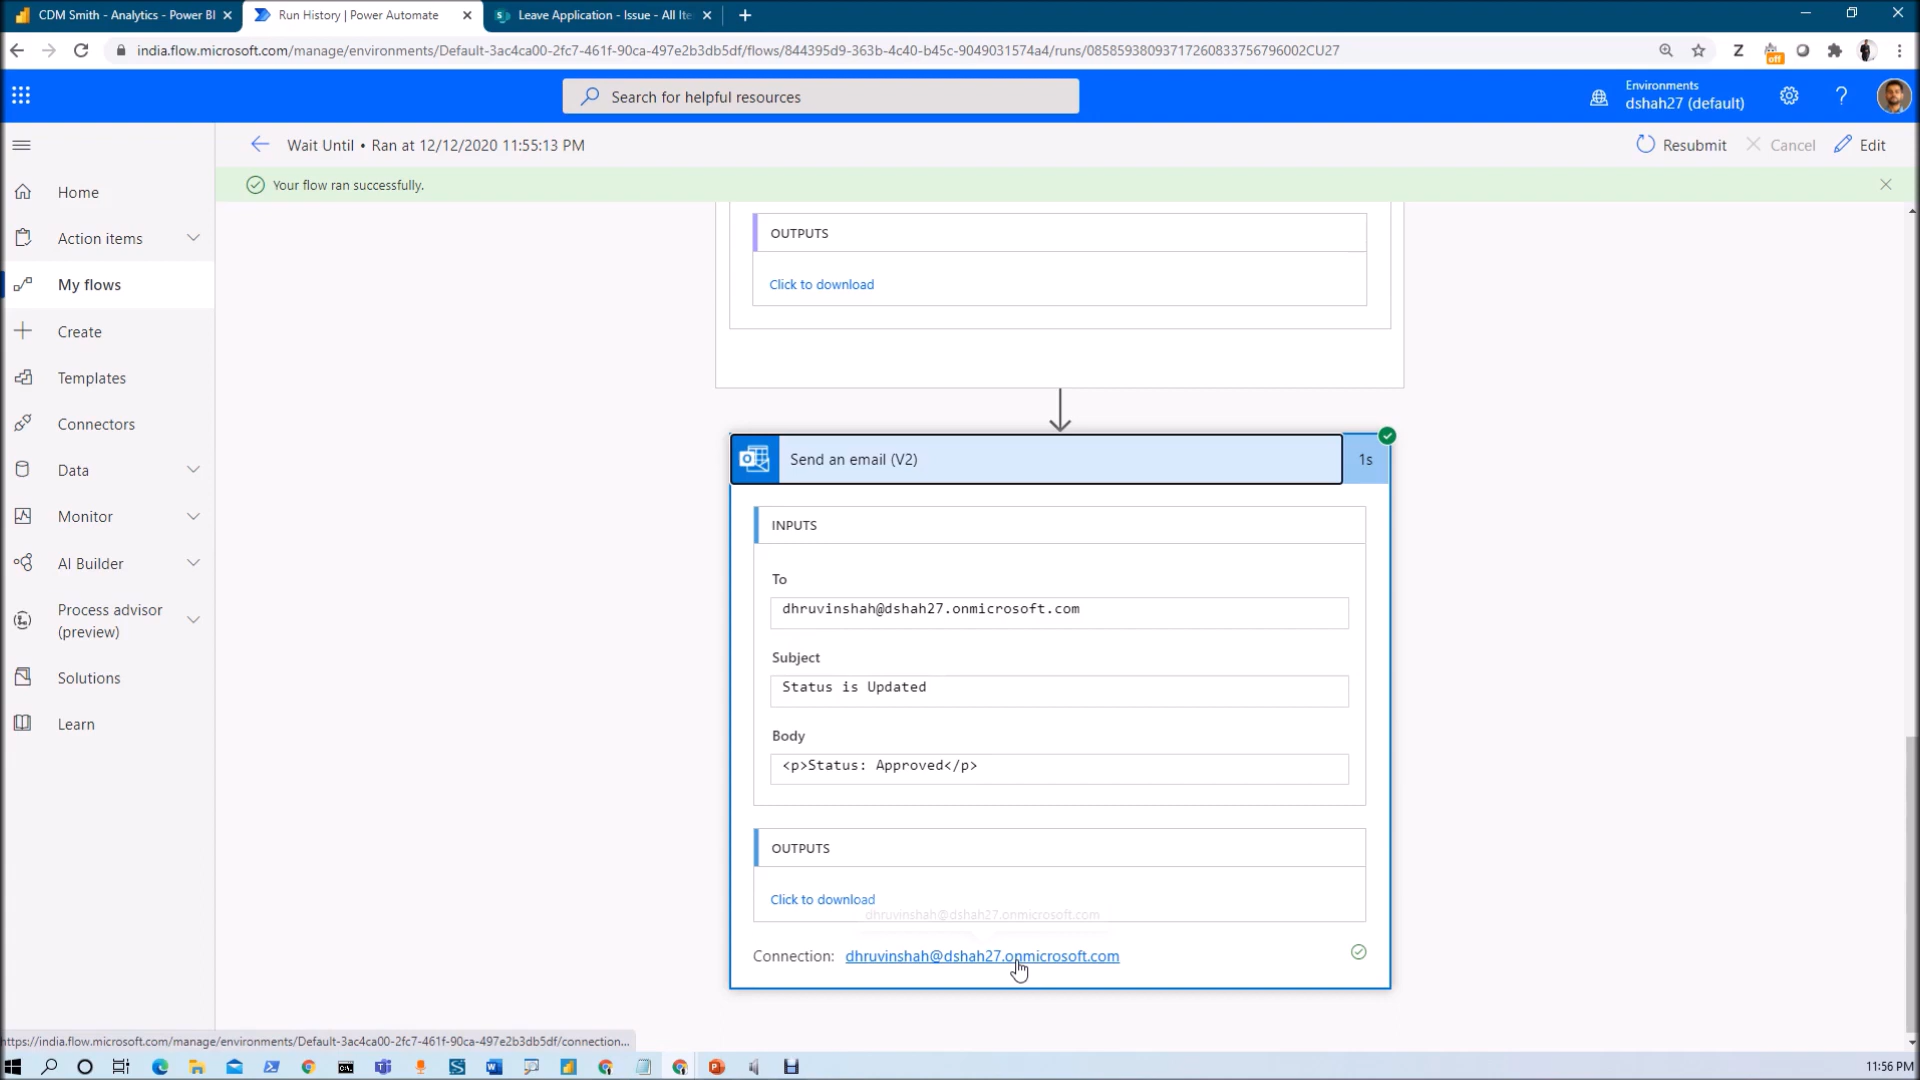 CDM Smith - Analytics - Power BI
Run History | Power Automate
Leave Application - Issue - All Ite
india.flow.microsoft.com/manage/environments/Default-3ac4ca00-2fc7-461f-90ca-497e2b3db5df/flows/844395d9-363b-4c40-b45c-9049031574a4/runs/08585938093717260833756796002CU27
Z
off
Search for helpful resources
Environments
dshah27 (default)
Wait Until • Ran at 12/12/2020 11:55:13 PM
Resubmit
Cancel
Edit
Your flow ran successfully.
Home
Action items
My flows
Create
Templates
Connectors
Data
Monitor
AI Builder
Process advisor
(preview)
Solutions
Learn
OUTPUTS
Click to download
Send an email (V2)
1s
INPUTS
To
dhruvinshah@dshah27.onmicrosoft.com
Subject
Status is Updated
Body
<p>Status: Approved</p>
OUTPUTS
Click to download
dhruvinshah@dshah27.onmicrosoft.com
Connection: dhruvinshah@dshah27.onmicrosoft.com
https://india.flow.microsoft.com/manage/environments/Default-3ac4ca00-2fc7-461f-90ca-497e2b3db5df/connection...
11:56 PM